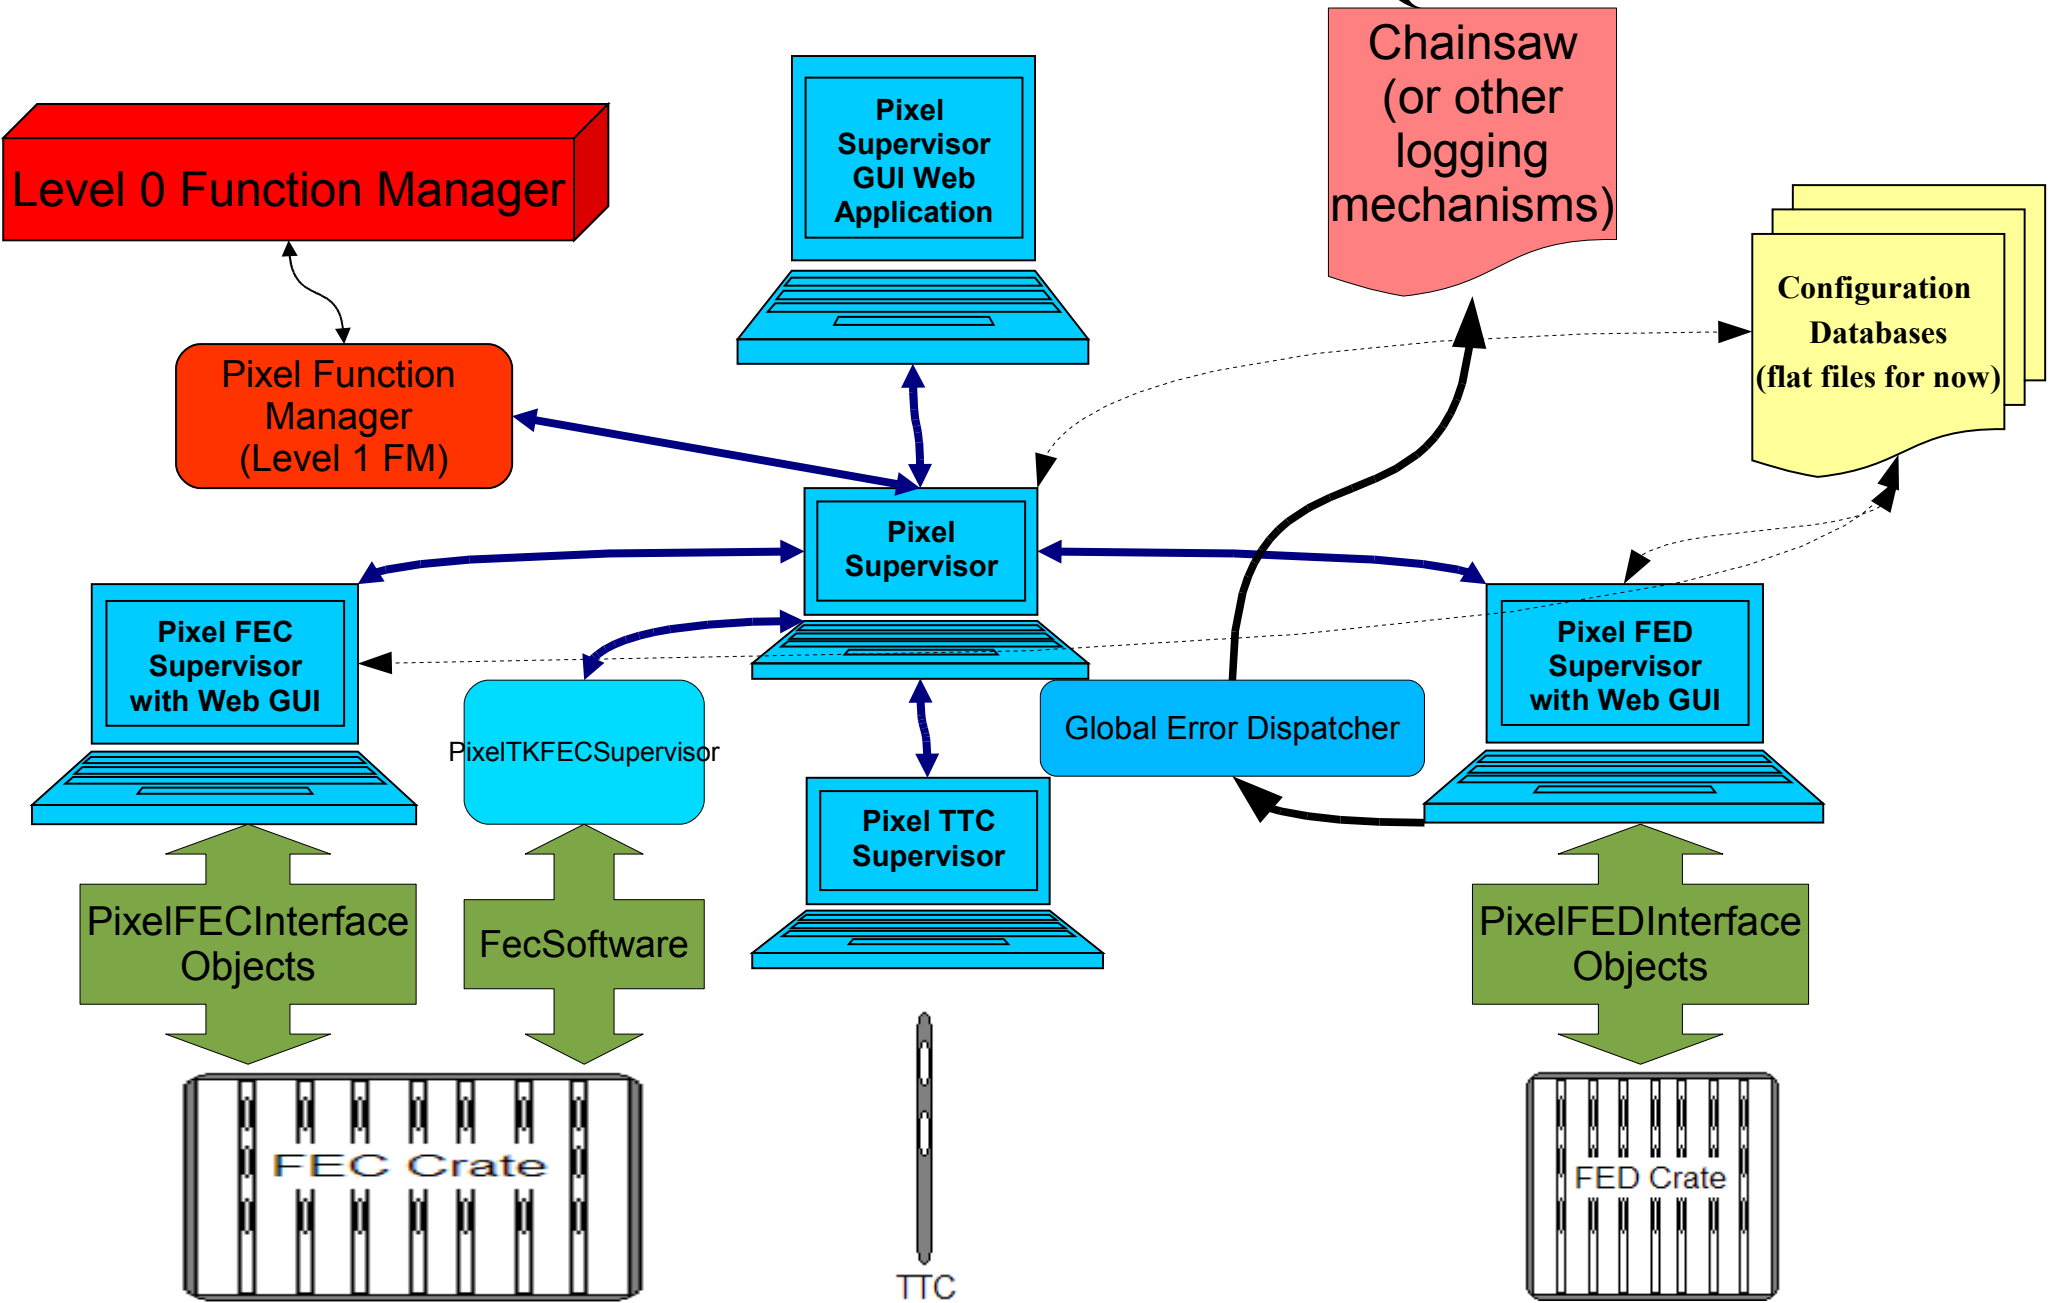 Chainsaw
(or other
logging
mechanisms)
Pixel
Supervisor
GUI Web
Application
Level 0 Function Manager
Configuration
Databases
(flat files for now)
Pixel Function
Manager
(Level 1 FM)
Pixel
Supervisor
Pixel FEC
Supervisor
with Web GUI
Pixel FED
Supervisor
with Web GUI
PixelTKFECSupervisor
Global Error Dispatcher
Pixel TTC
Supervisor
PixelFECInterface
Objects
FecSoftware
PixelFEDInterface
Objects
FEC Crate
FED Crate
TTC